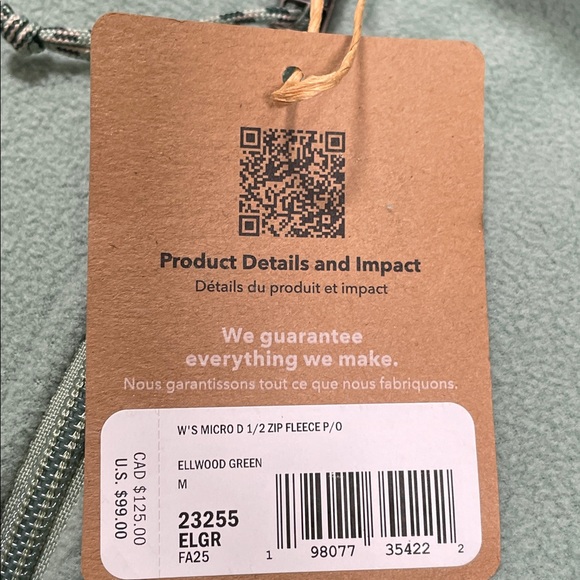 Product Details and Impact
Détails du produit et impact
We guarantee
everything we make.
Nous garantissons tout ce que nous fabriquons.
CAD $125.00
U.S. $99.00
W'S MICRO D 1/2 ZIP FLEECE P/O
ELLWOOD GREEN
M
23255
ELGR
FA25
1 98077 35422 2